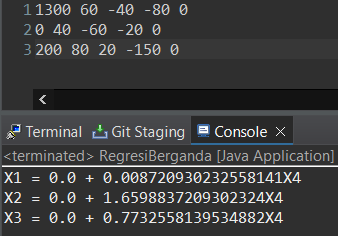 1 1300 60 -40 -80 0
2 0 40 -60 -20 0
3 200 80 20 -150 0
Terminal Git Staging Console
<terminated> RegresiBerganda [Java Application]
X1 = 0.0 + 0.008720930232558141X4
X2 = 0.0 + 1.6598837209302324X4
X3 = 0.0 + 0.7732558139534882X4